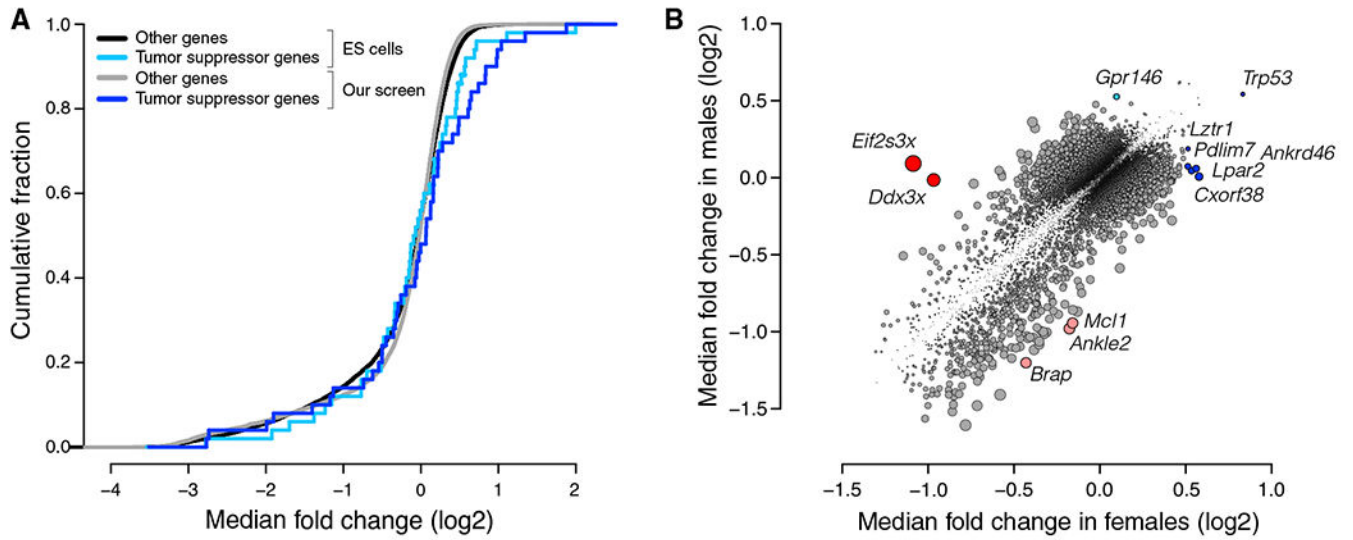 A
Cumulative fraction
1.0
0.8
0.6
0.4
0.2
0.0
Other genes
Tumor suppressor genes
ES cells
Other genes
Tumor suppressor genes
Our screen
−4 −3 −2 −1 0 1 2
Median fold change (log2)
B
Median fold change in males (log2)
1.0
0.5
0.0
−0.5
−1.0
−1.5
Gpr146
Trp53
Eif2s3x
Ddx3x
Lztr1
Pdlim7 Ankrd46
Lpar2
Cxorf38
Mcl1
Ankle2
Brap
−1.5 −1.0 −0.5 0.0 0.5 1.0
Median fold change in females (log2)